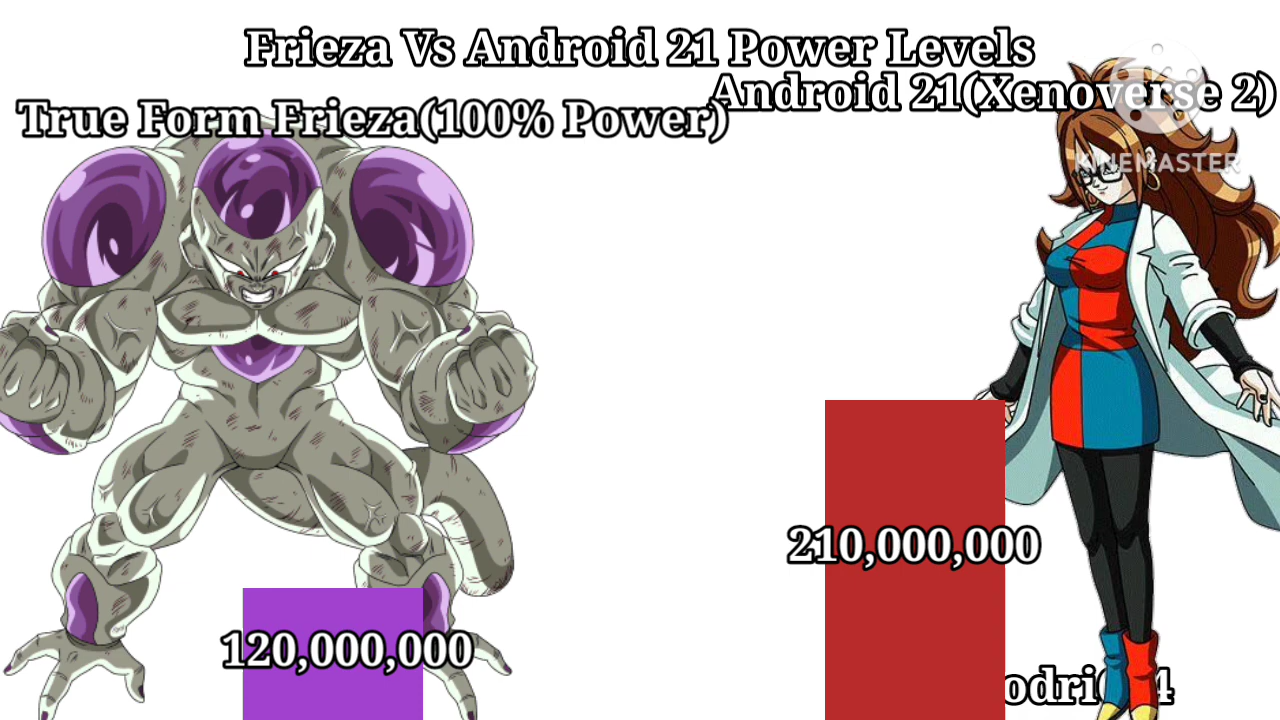 Frieza Vs Android 21 Power Levels
Android 21(Xenoverse 2)
True Form Frieza(100% Power)
KINEMASTER
210,000,000
120,000,000